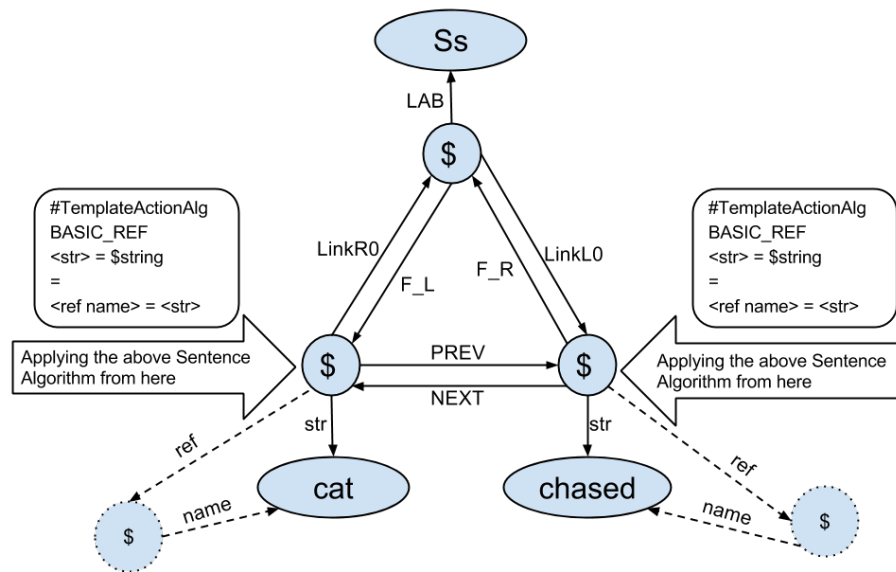 Ss
LAB
$
#TemplateActionAlg
BASIC_REF
<str> = $string
=
<ref name> = <str>
#TemplateActionAlg
BASIC_REF
<str> = $string
=
<ref name> = <str>
LinkR0
F_L
F_R
LinkL0
Applying the above Sentence
Algorithm from here
$
PREV
NEXT
$
Applying the above Sentence
Algorithm from here
ref
str
str
ref
cat
chased
name
name
$
$